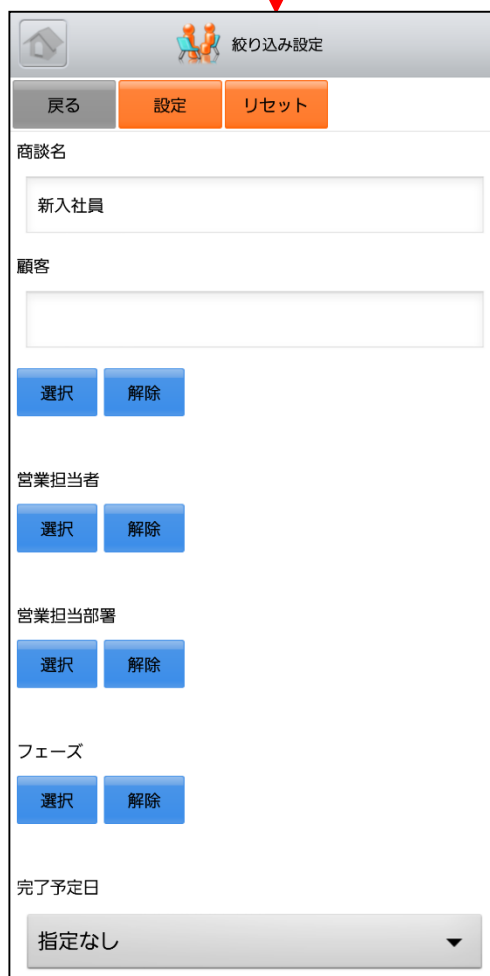 絞り込み設定
戻る 設定 リセット
商談名
新入社員
顧客
選択 解除
営業担当者
選択 解除
営業担当部署
選択 解除
フェーズ
選択 解除
完了予定日
指定なし